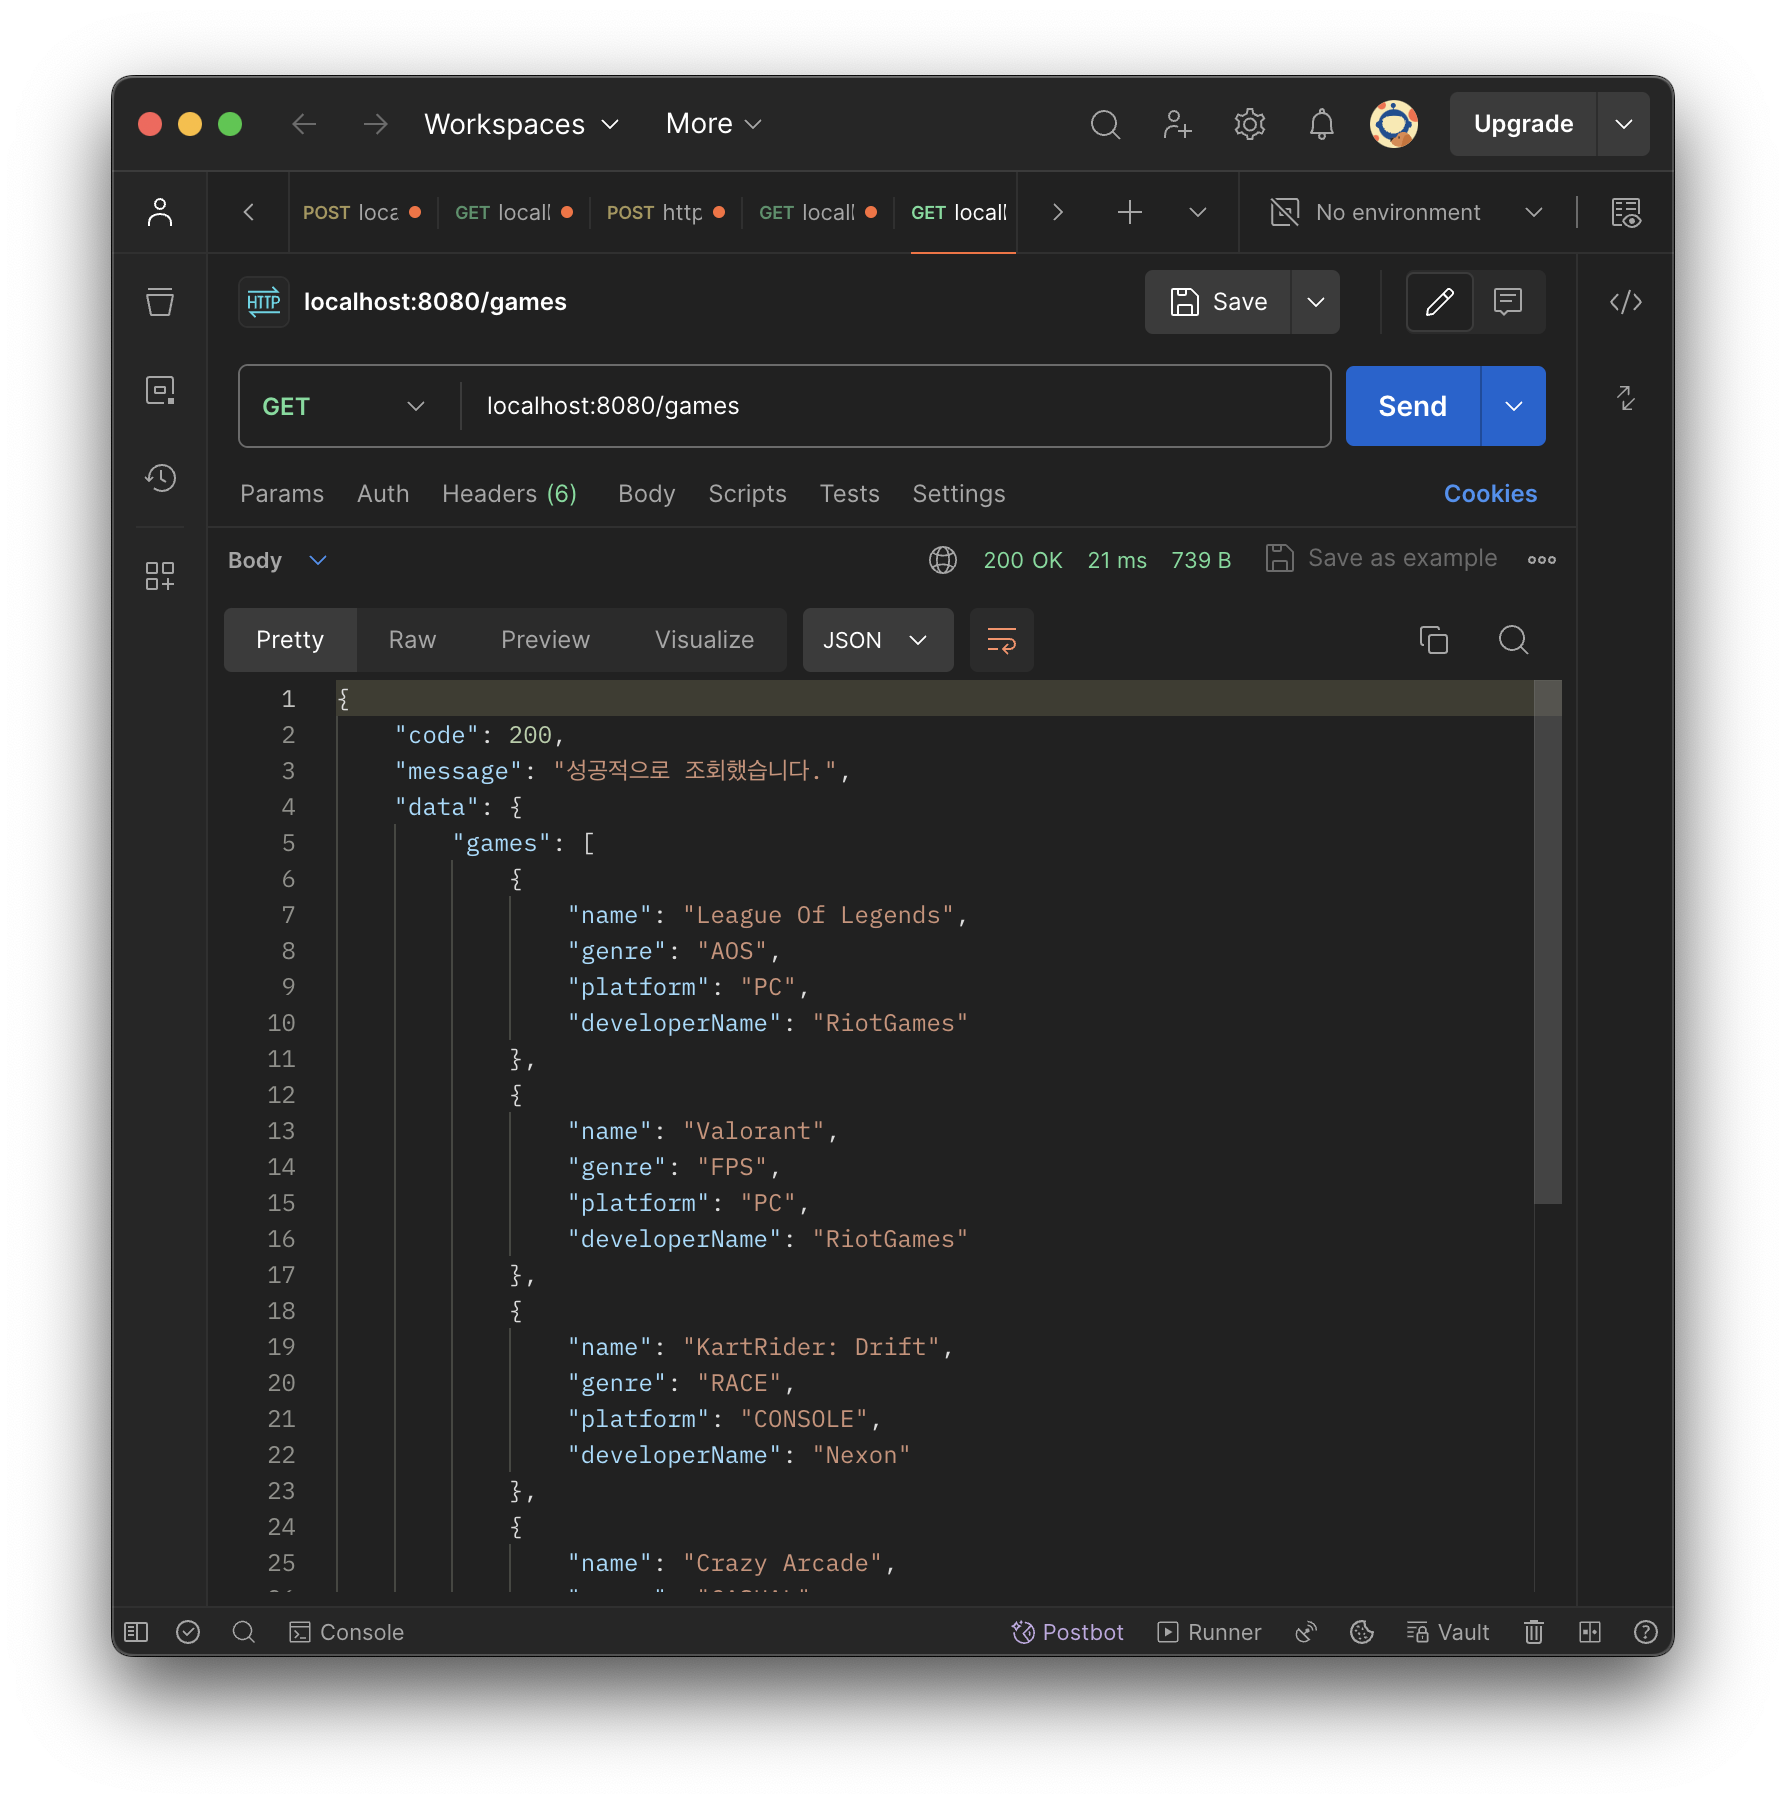 Workspaces More Upgrade
POST loca GET locall POST http GET locall GET locall No environment
HTTP localhost:8080/games Save
GET localhost:8080/games Send
Params Auth Headers (6) Body Scripts Tests Settings Cookies
Body 200 OK 21 ms 739 B Save as example
Pretty Raw Preview Visualize JSON
1 {
2 "code": 200,
3 "message": "성공적으로 조회했습니다.",
4 "data": {
5 "games": [
6 {
7 "name": "League Of Legends",
8 "genre": "AOS",
9 "platform": "PC",
10 "developerName": "RiotGames"
11 },
12 {
13 "name": "Valorant",
14 "genre": "FPS",
15 "platform": "PC",
16 "developerName": "RiotGames"
17 },
18 {
19 "name": "KartRider: Drift",
20 "genre": "RACE",
21 "platform": "CONSOLE",
22 "developerName": "Nexon"
23 },
24 {
25 "name": "Crazy Arcade",
Console Postbot Runner Vault